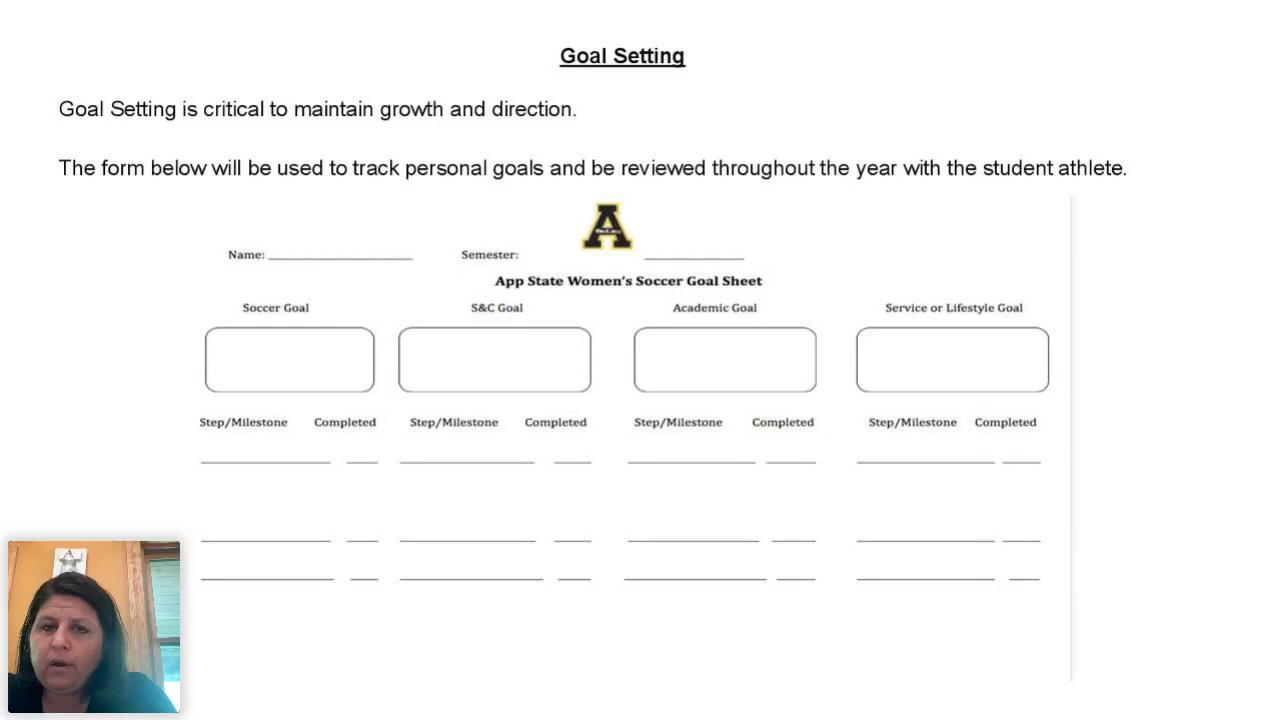 Goal Setting
Goal Setting is critical to maintain growth and direction.
The form below will be used to track personal goals and be reviewed throughout the year with the student athlete.
A
Name: ____________ Semester: ____________
App State Women's Soccer Goal Sheet
Soccer Goal S&C Goal Academic Goal Service or Lifestyle Goal
Step/Milestone Completed Step/Milestone Completed Step/Milestone Completed Step/Milestone Completed